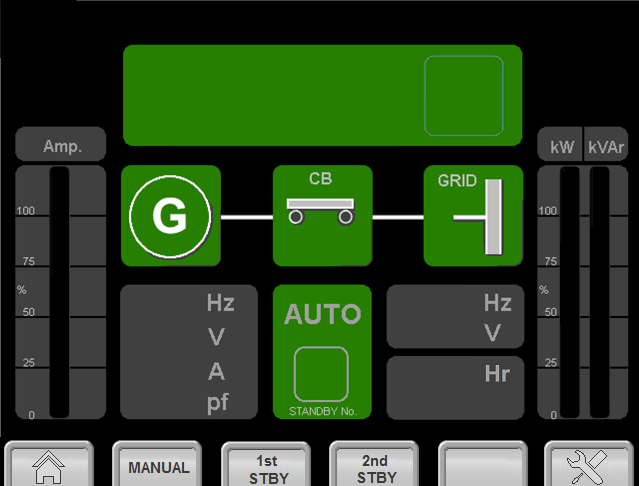 Amp.
kW
kVAr
G
CB
GRID
100
75
%
50
25
0
Hz
V
A
pf
AUTO
STANDBY No.
Hz
V
Hr
100
75
%
50
25
0
MANUAL
1st
STBY
2nd
STBY